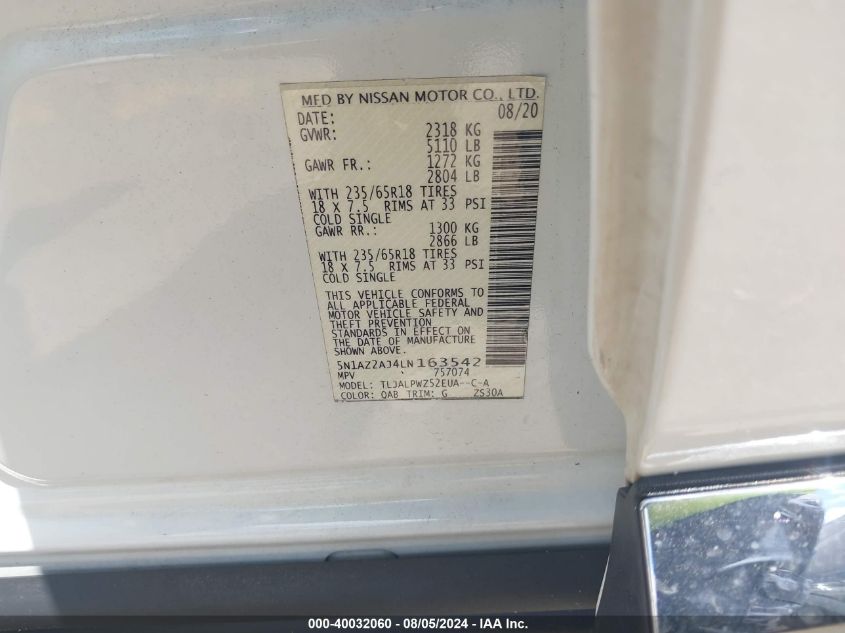 MFD BY NISSAN MOTOR CO., LTD.
DATE: 08/20
GVWR: 2318 KG
5110 LB
GAWR FR.: 1272 KG
2804 LB
WITH 235/65R18 TIRES
18 X 7.5 RIMS AT 33 PSI
COLD SINGLE
GAWR RR.: 1300 KG
2866 LB
WITH 235/65R18 TIRES
18 X 7.5 RIMS AT 33 PSI
COLD SINGLE
THIS VEHICLE CONFORMS TO
ALL APPLICABLE FEDERAL
MOTOR VEHICLE SAFETY AND
THEFT PREVENTION
STANDARDS IN EFFECT ON
THE DATE OF MANUFACTURE
SHOWN ABOVE.
5N1AZ2AJ4LN163542
MPV 757074
MODEL: TLJALPWZ52EUA--C-A
COLOR: QAB TRIM: G ZS30A
000-40032060 - 08/05/2024 - IAA Inc.